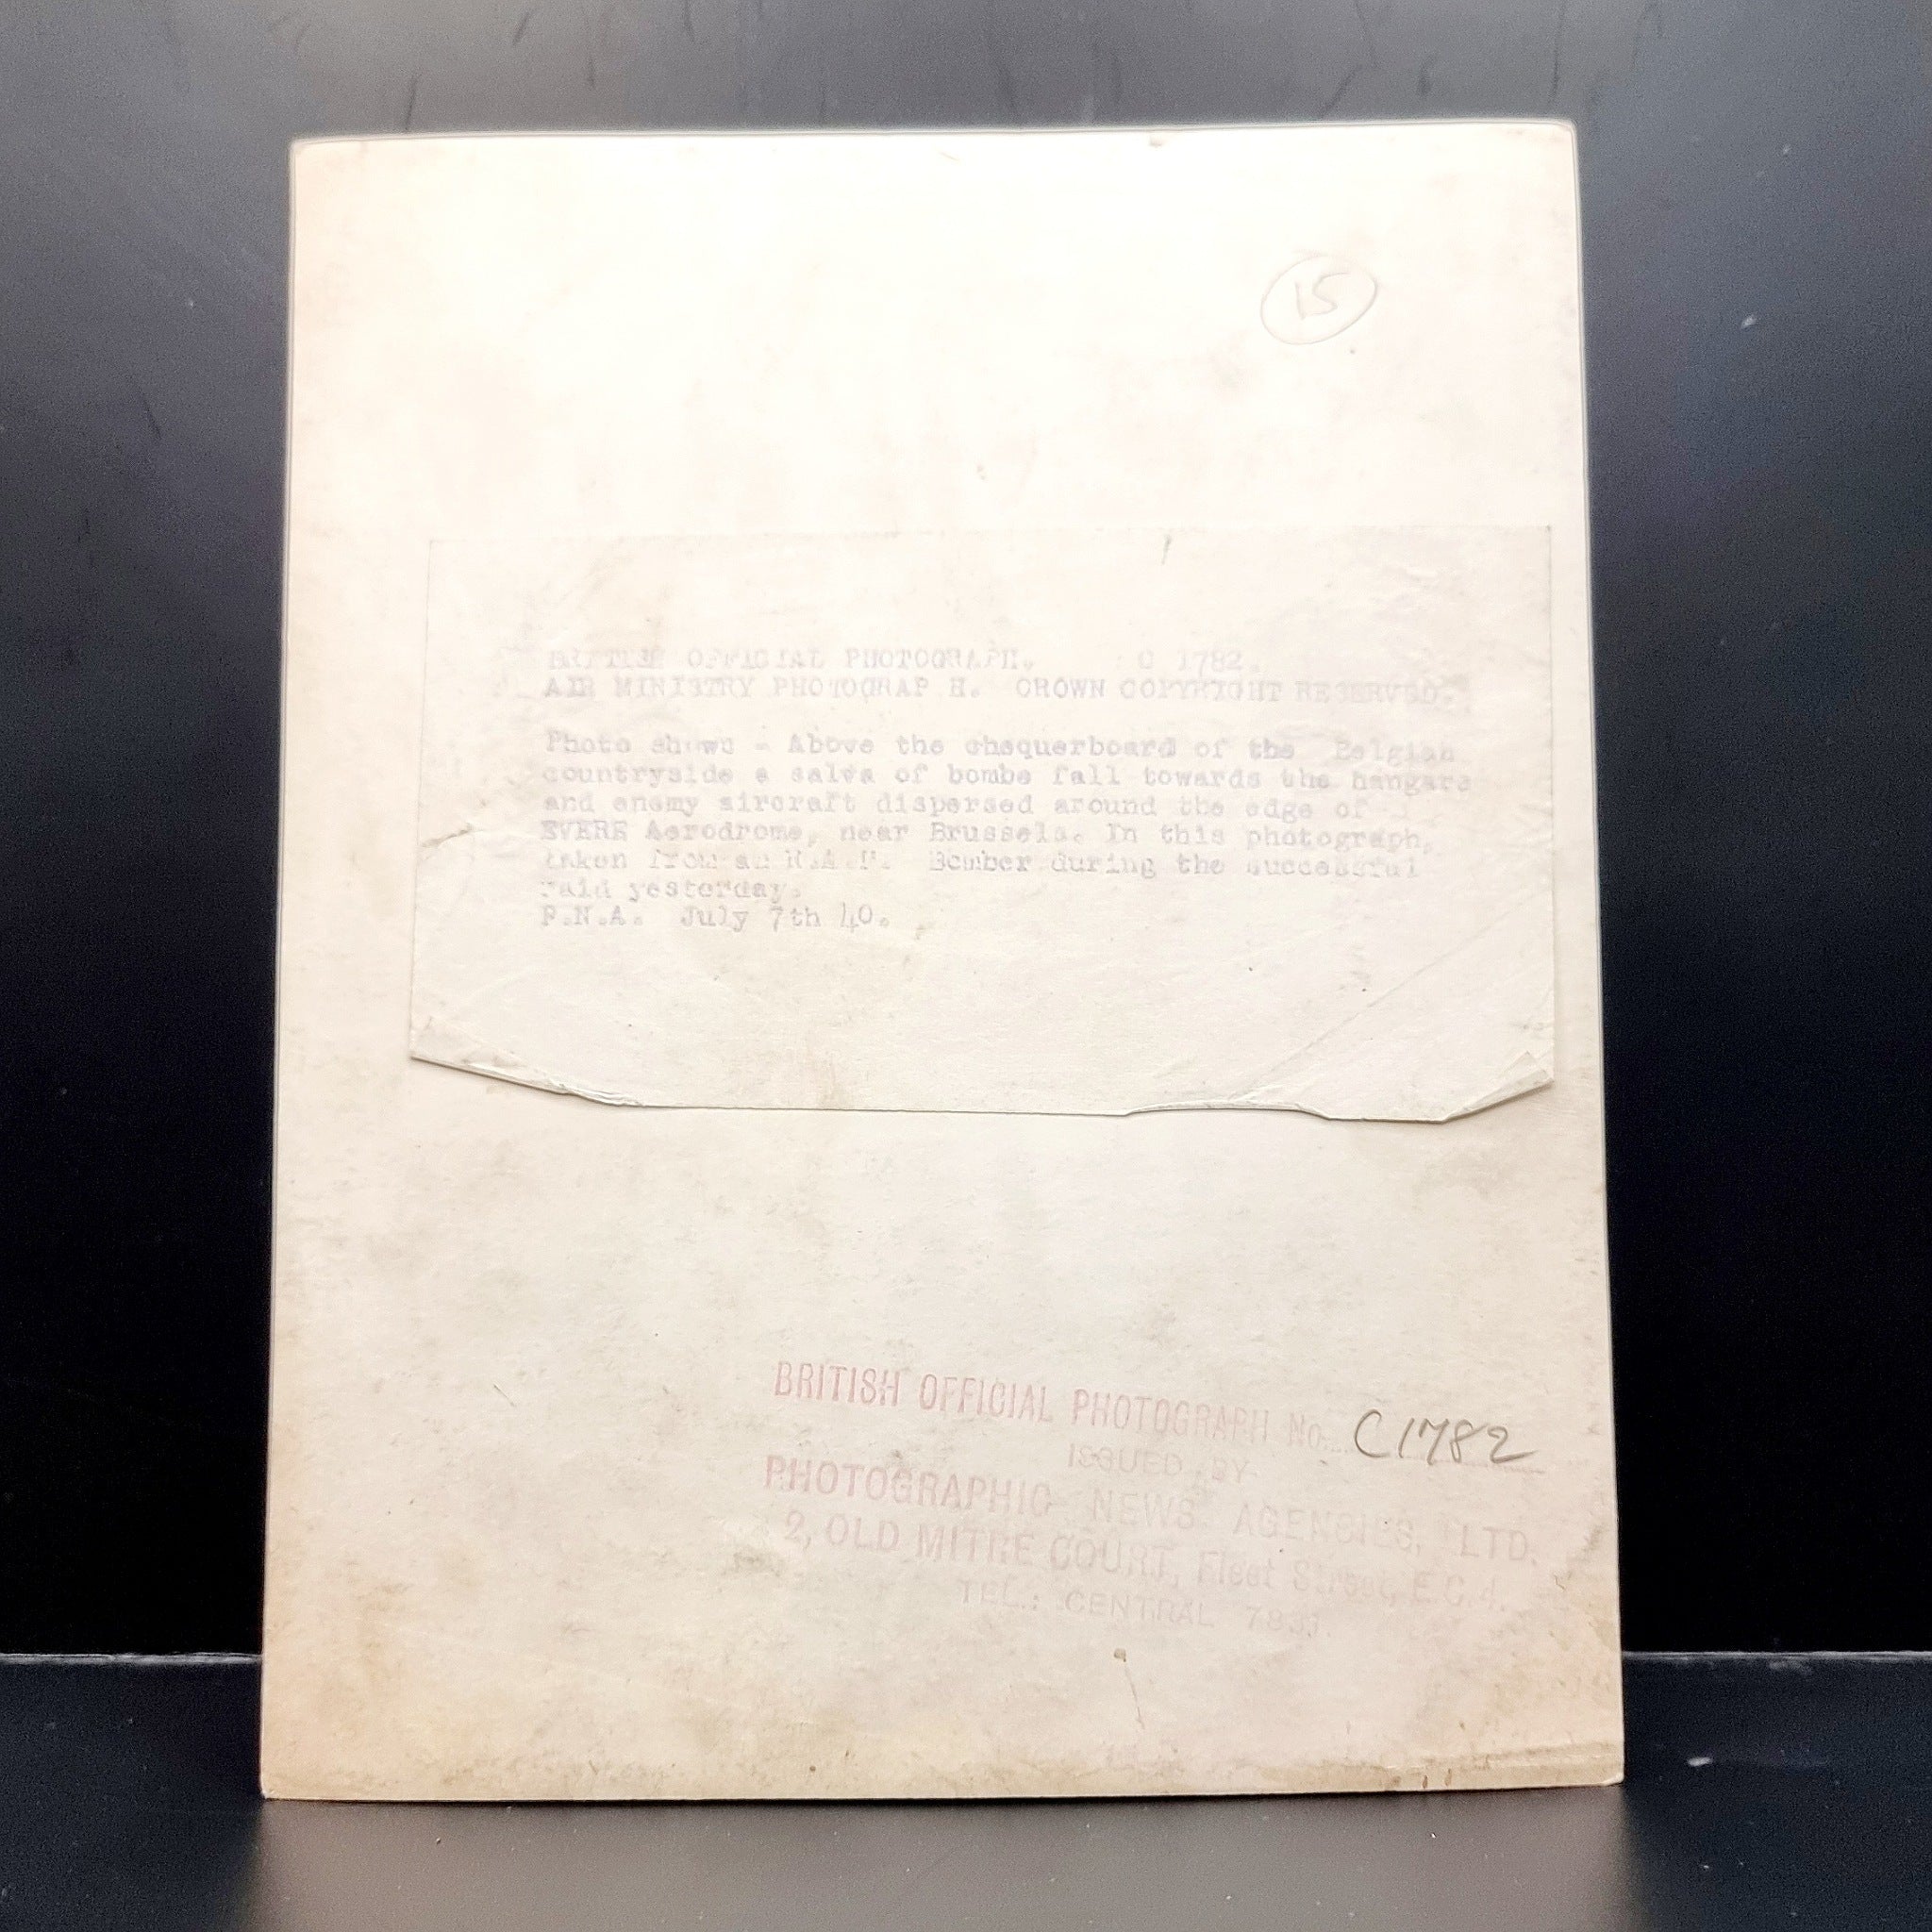 15
BRITISH OFFICIAL PHOTOGRAPH. C 1782.
AIR MINISTRY PHOTOGRAP H. CROWN COPYRIGHT RESERVED.
Photo shows - Above the chequerboard of the Belgian
countryside a salvo of bombs fall towards the hangars
and enemy aircraft dispersed around the edge of
EVERE Aerodrome, near Brussels. In this photograph,
taken from an R.A.F. Bomber during the successful
raid yesterday.
P.N.A. July 7th 40.
BRITISH OFFICIAL PHOTOGRAPH No. C1782
ISSUED BY
PHOTOGRAPHIC NEWS AGENCIES, LTD.
2, OLD MITRE COURT, Fleet Street, E.C.4.
TEL.: CENTRAL 7831.